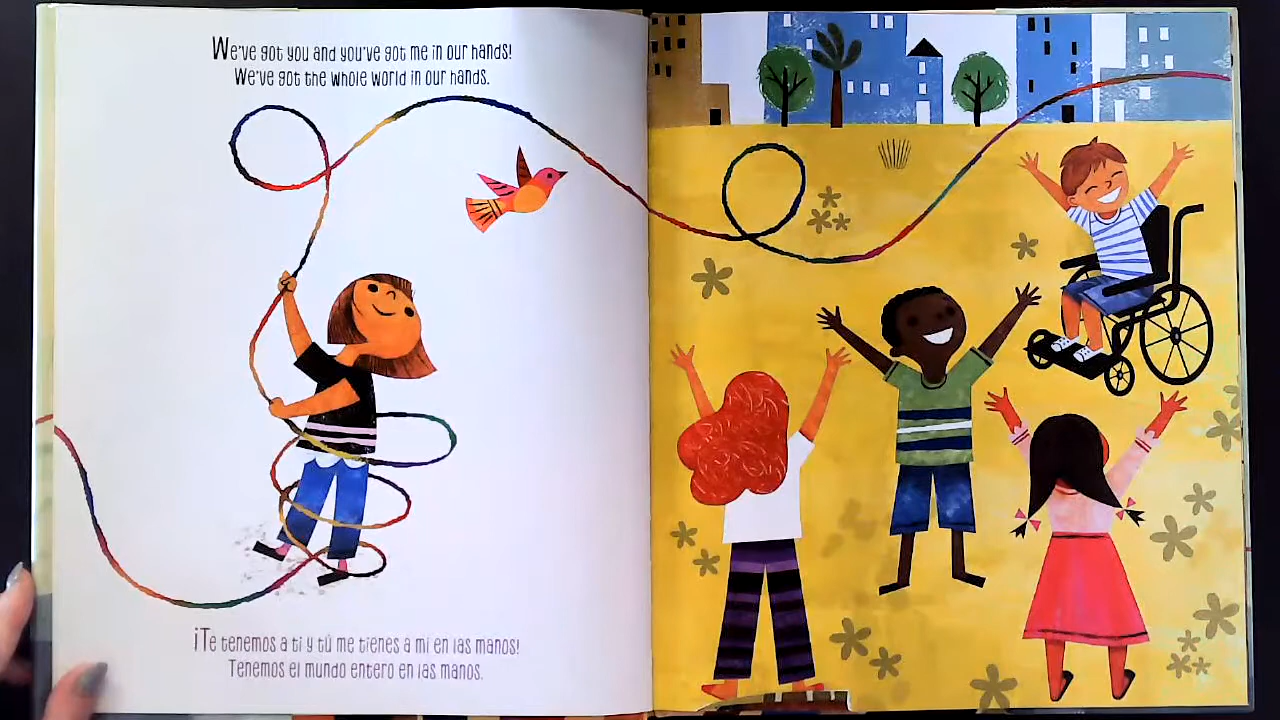 We've got you and you've got me in our hands!
We've got the whole world in our hands.
¡Te tenemos a ti y tú me tienes a mí en las manos!
Tenemos el mundo entero en las manos.